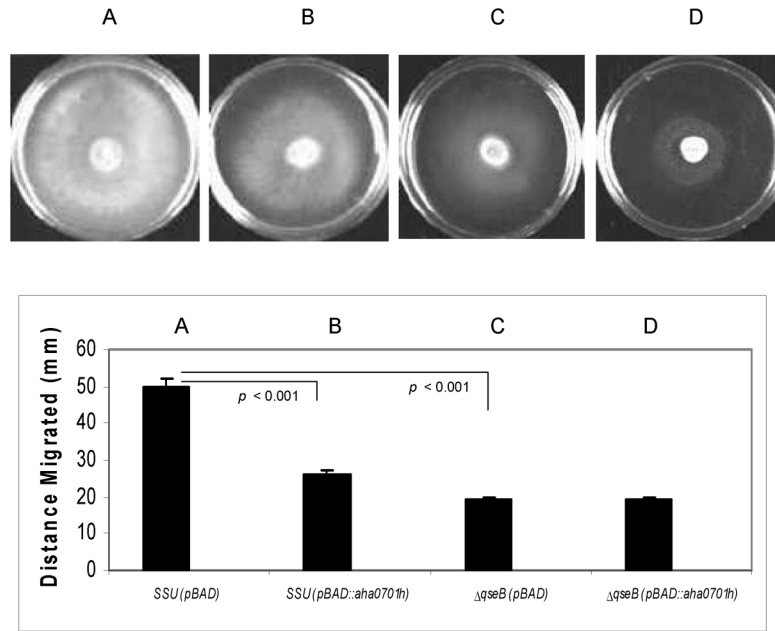 A B C D
A B C D
Distance Migrated (mm)
60
50
40
30
20
10
0
p < 0.001
p < 0.001
SSU (pBAD) SSU (pBAD::aha0701h) ΔqseB (pBAD) ΔqseB (pBAD::aha0701h)